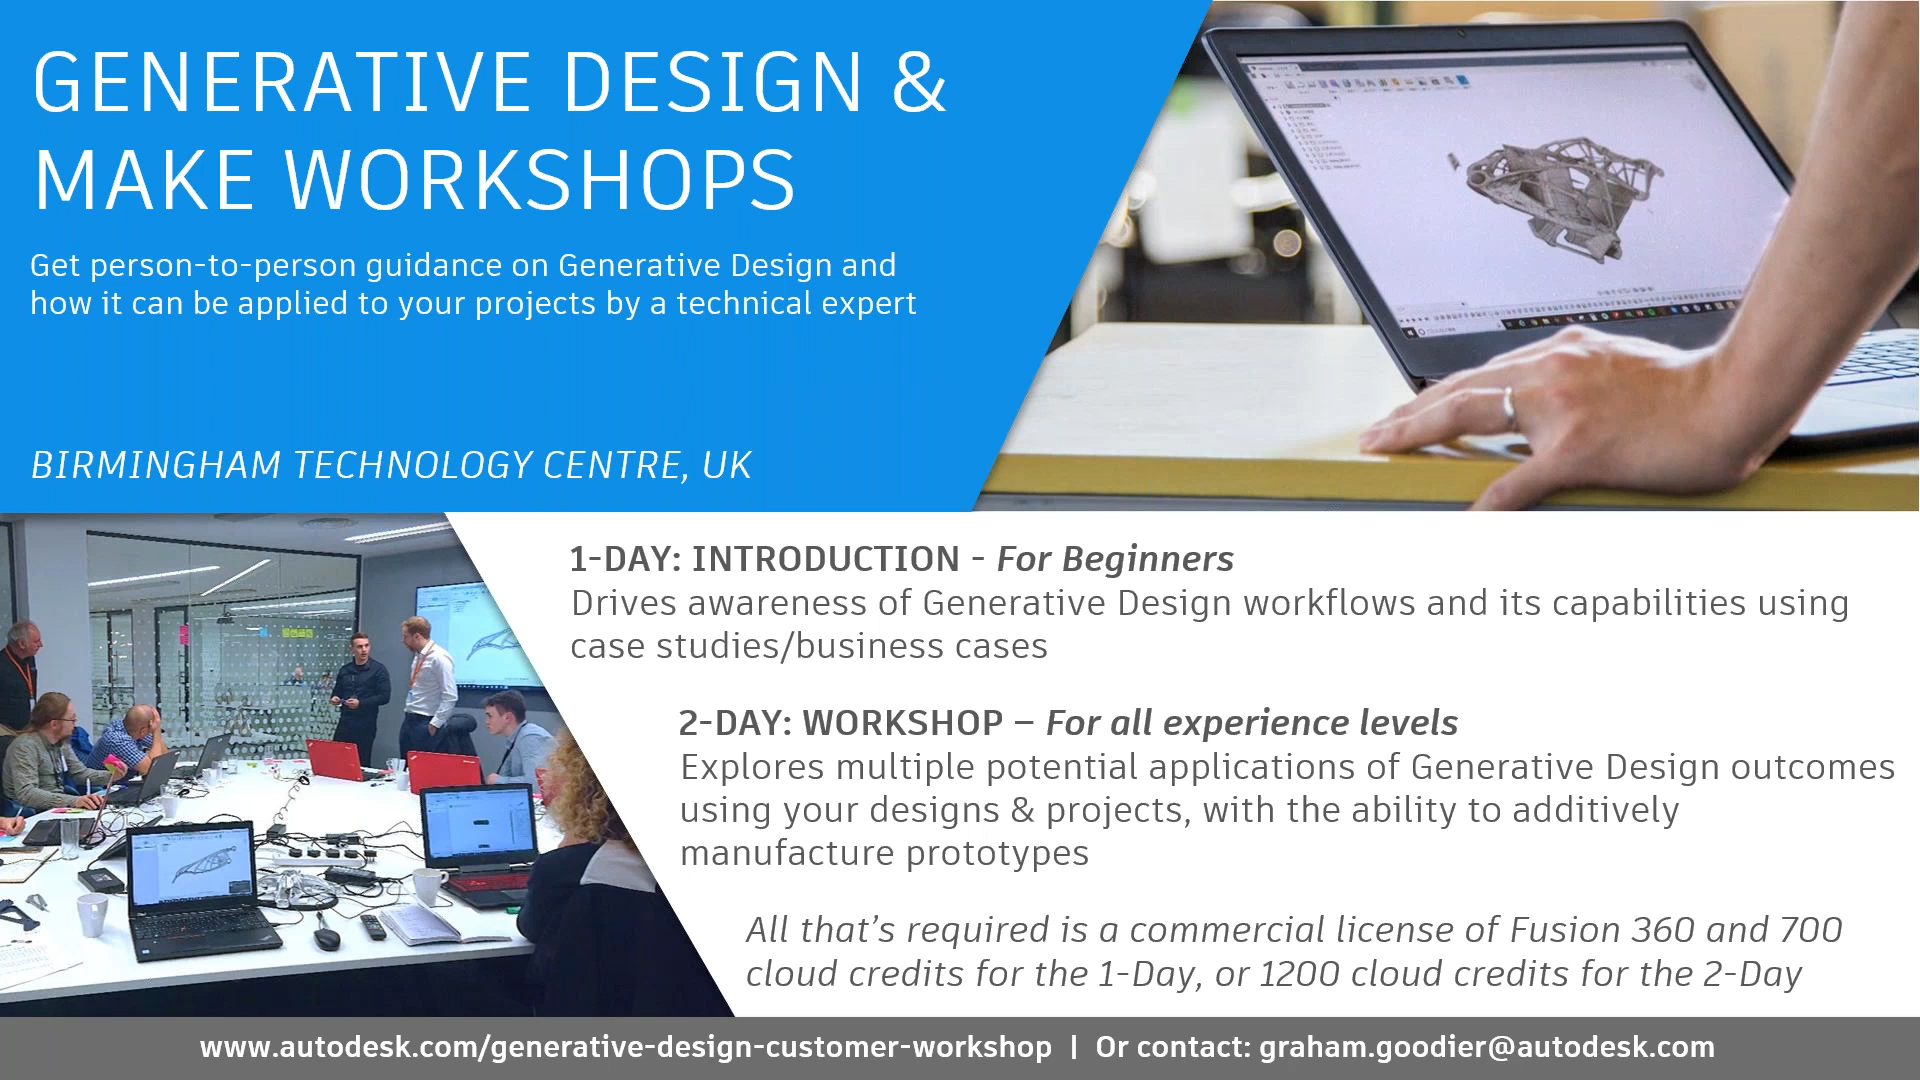 GENERATIVE DESIGN &
MAKE WORKSHOPS
Get person-to-person guidance on Generative Design and
how it can be applied to your projects by a technical expert
BIRMINGHAM TECHNOLOGY CENTRE, UK
1-DAY: INTRODUCTION - For Beginners
Drives awareness of Generative Design workflows and its capabilities using
case studies/business cases
2-DAY: WORKSHOP – For all experience levels
Explores multiple potential applications of Generative Design outcomes
using your designs & projects, with the ability to additively
manufacture prototypes
All that's required is a commercial license of Fusion 360 and 700
cloud credits for the 1-Day, or 1200 cloud credits for the 2-Day
www.autodesk.com/generative-design-customer-workshop | Or contact: graham.goodier@autodesk.com